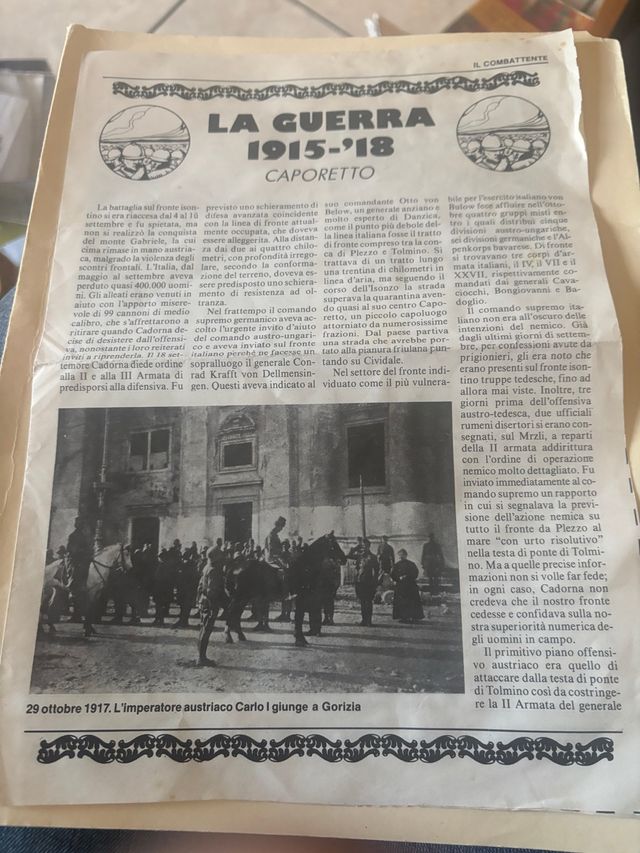 IL COMBATTENTE
LA GUERRA
1915-'18
CAPORETTO
La battaglia sul fronte ison-
tino si era riaccesa dal 4 al 10
settembre e fu spietata, ma
non si realizzò la conquista
del monte Gabriele, la cui
cima rimase in mano austria-
ca, malgrado la violenza degli
scontri frontali. L'Italia, dal
maggio al settembre aveva
perduto quasi 400.000 uomi-
ni. Gli alleati erano venuti in
aiuto con l'apporto misere-
vole di 99 cannoni di medio
calibro, che s'affrettarono a
ritirare quando Cadorna de-
cise di desistere dall'offensi-
va, nonostante i loro reiterati
inviti a riprenderla. Il 18 set-
tembre Cadorna diede ordine
alla II e alla III Armata di
predisporsi alla difensiva. Fu
previsto uno schieramento di
difesa avanzata coincidente
con la linea di fronte attual-
mente occupata, che doveva
essere alleggerita. Alla distan-
za dai due ai quattro chilo-
metri, con profondità irrego-
lare, secondo la conforma-
zione del terreno, doveva es-
sere predisposto uno schiera-
mento di resistenza ad ol-
tranza.
Nel frattempo il comando
supremo germanico aveva ac-
colto l'urgente invito d'aiuto
del comando austro-ungari-
co e aveva inviato sul fronte
italiano perché ne facesse un
sopralluogo il generale Con-
rad Krafft von Dellmensin-
gen. Questi aveva indicato al
suo comandante Otto von
Below, un generale anziano e
molto esperto di Danzica,
come il punto più debole del-
la linea italiana fosse il tratto
di fronte compreso tra la con-
ca di Plezzo e Tolmino. Si
trattava di un tratto lungo
una trentina di chilometri in
linea d'aria, ma seguendo il
corso dell'Isonzo la strada
superava la quarantina aven-
do quasi al suo centro Capo-
retto, un piccolo capoluogo
attorniato da numerosissime
frazioni. Dal paese partiva
una strada che avrebbe por-
tato alla pianura friulana pun-
tando su Cividale.
Nel settore del fronte indi-
viduato come il più vulnera-
bile per l'esercito italiano von
Bulow fese affluire nell'otto-
bre quattro gruppi misti en-
tro i quali distribuì cinque
divisioni austro-ungariche,
sei divisioni germaniche e l'Al-
penkorps bavarese. Di fronte
si trovavano tre corpi d'ar-
mata italiani, il IV, il VII e il
XXVII, rispettivamente co-
mandati dai generali Cava-
ciocchi, Bongiovanni e Ba-
doglio.
Il comando supremo ita-
liano non era all'oscuro delle
intenzioni del nemico. Già
dagli ultimi giorni di settem-
bre, per confessioni avute da
prigionieri, gli era noto che
erano presenti sul fronte ison-
tino truppe tedesche, fino ad
allora mai viste. Inoltre, tre
giorni prima dell'offensiva
austro-tedesca, due ufficiali
rumeni disertori si erano con-
segnati, sul Mrzli, a reparti
della II armata addirittura
con l'ordine di operazione
nemico molto dettagliato. Fu
inviato immediatamente al co-
mando supremo un rapporto
in cui si segnalava la previ-
sione dell'azione nemica su
tutto il fronte da Plezzo al
mare "con urto risolutivo"
nella testa di ponte di Tolmi-
no. Ma a quelle precise infor-
mazioni non si volle far fede;
in ogni caso, Cadorna non
credeva che il nostro fronte
cedesse e confidava sulla no-
stra superiorità numerica de-
gli uomini in campo.
Il primitivo piano offensi-
vo austriaco era quello di
attaccare dalla testa di ponte
di Tolmino così da costringe-
re la II Armata del generale
29 ottobre 1917. L'imperatore austriaco Carlo I giunge a Gorizia